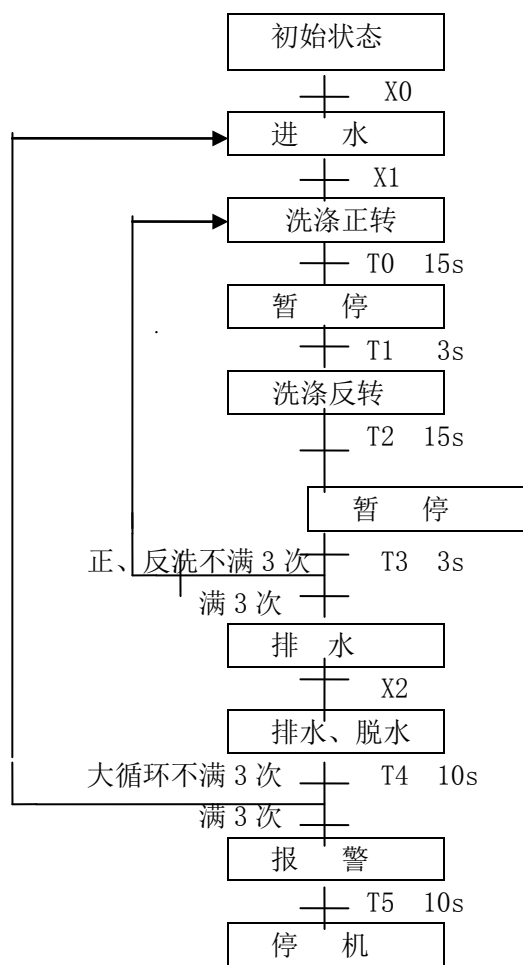 初始状态
X0
进 水
X1
洗涤正转
T0 15s
暂 停
T1 3s
洗涤反转
T2 15s
暂 停
正、反洗不满3次 T3 3s
满3次
排 水
X2
排水、脱水
大循环不满3次 T4 10s
满3次
报 警
T5 10s
停 机